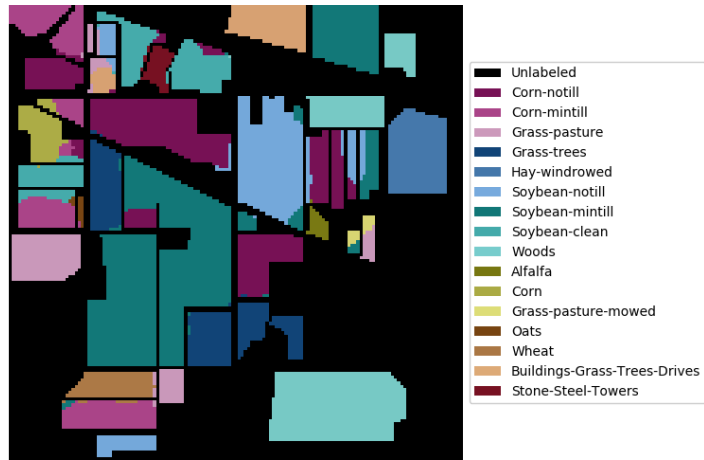 Unlabeled
Corn-notill
Corn-mintill
Grass-pasture
Grass-trees
Hay-windrowed
Soybean-notill
Soybean-mintill
Soybean-clean
Woods
Alfalfa
Corn
Grass-pasture-mowed
Oats
Wheat
Buildings-Grass-Trees-Drives
Stone-Steel-Towers